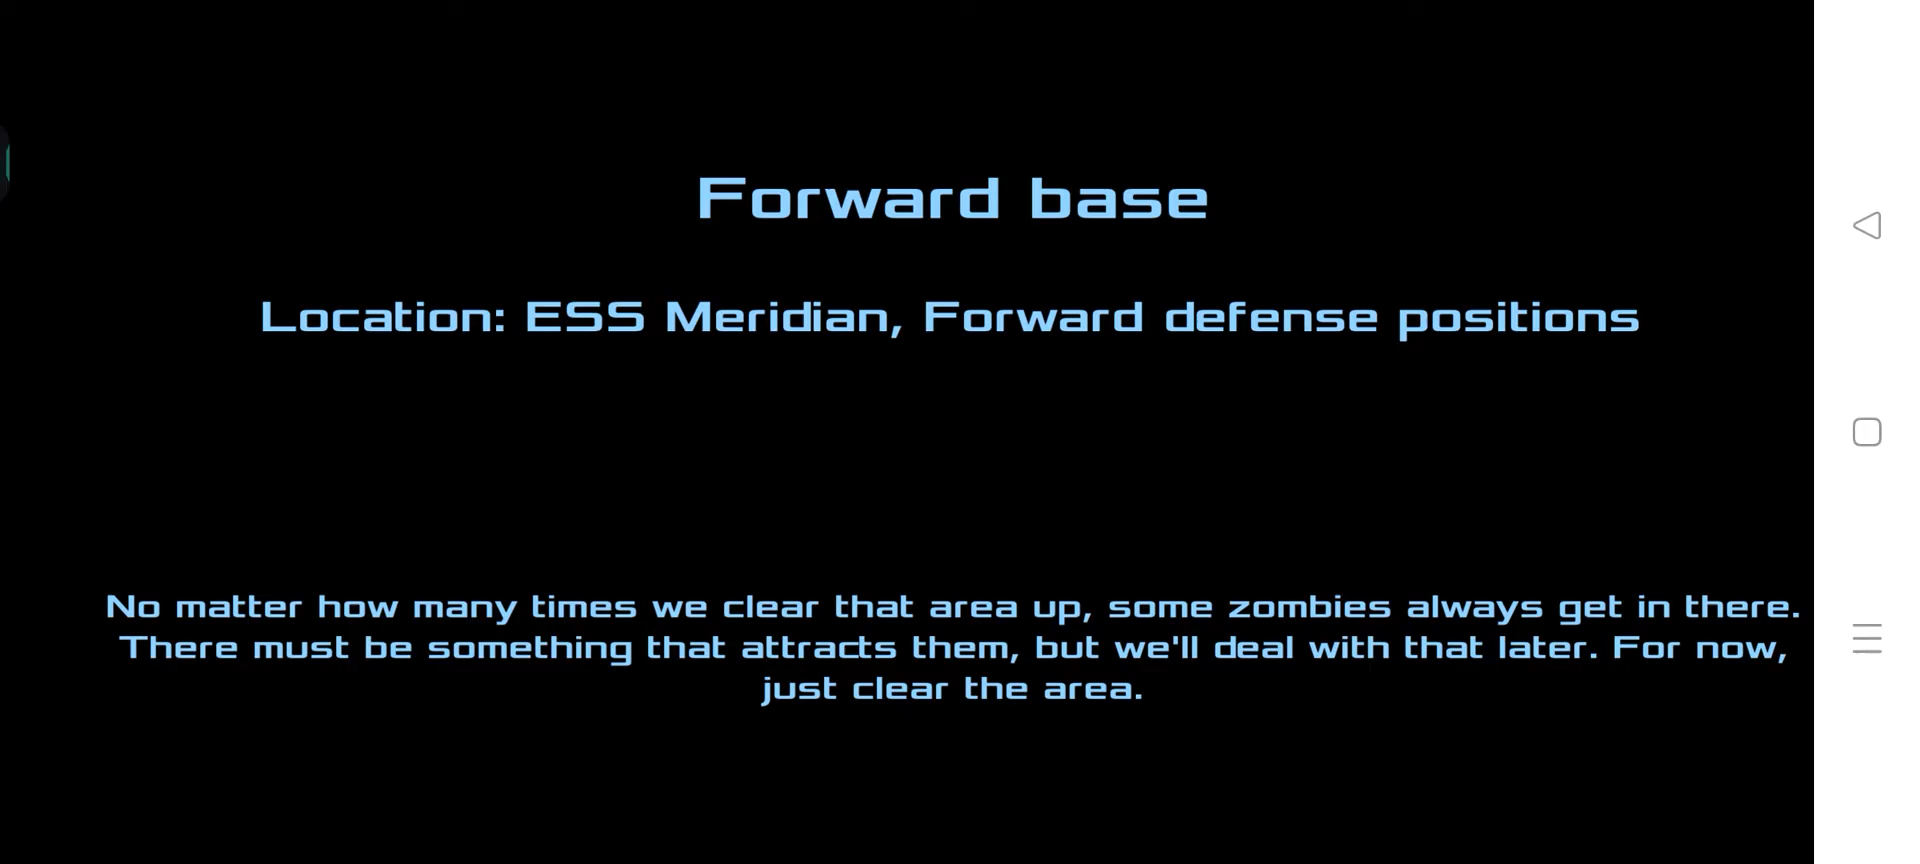 Forward base
Location: ESS Meridian, Forward defense positions
No matter how many times we clear that area up, some zombies always get in there.
There must be something that attracts them, but we'll deal with that later. For now,
just clear the area.